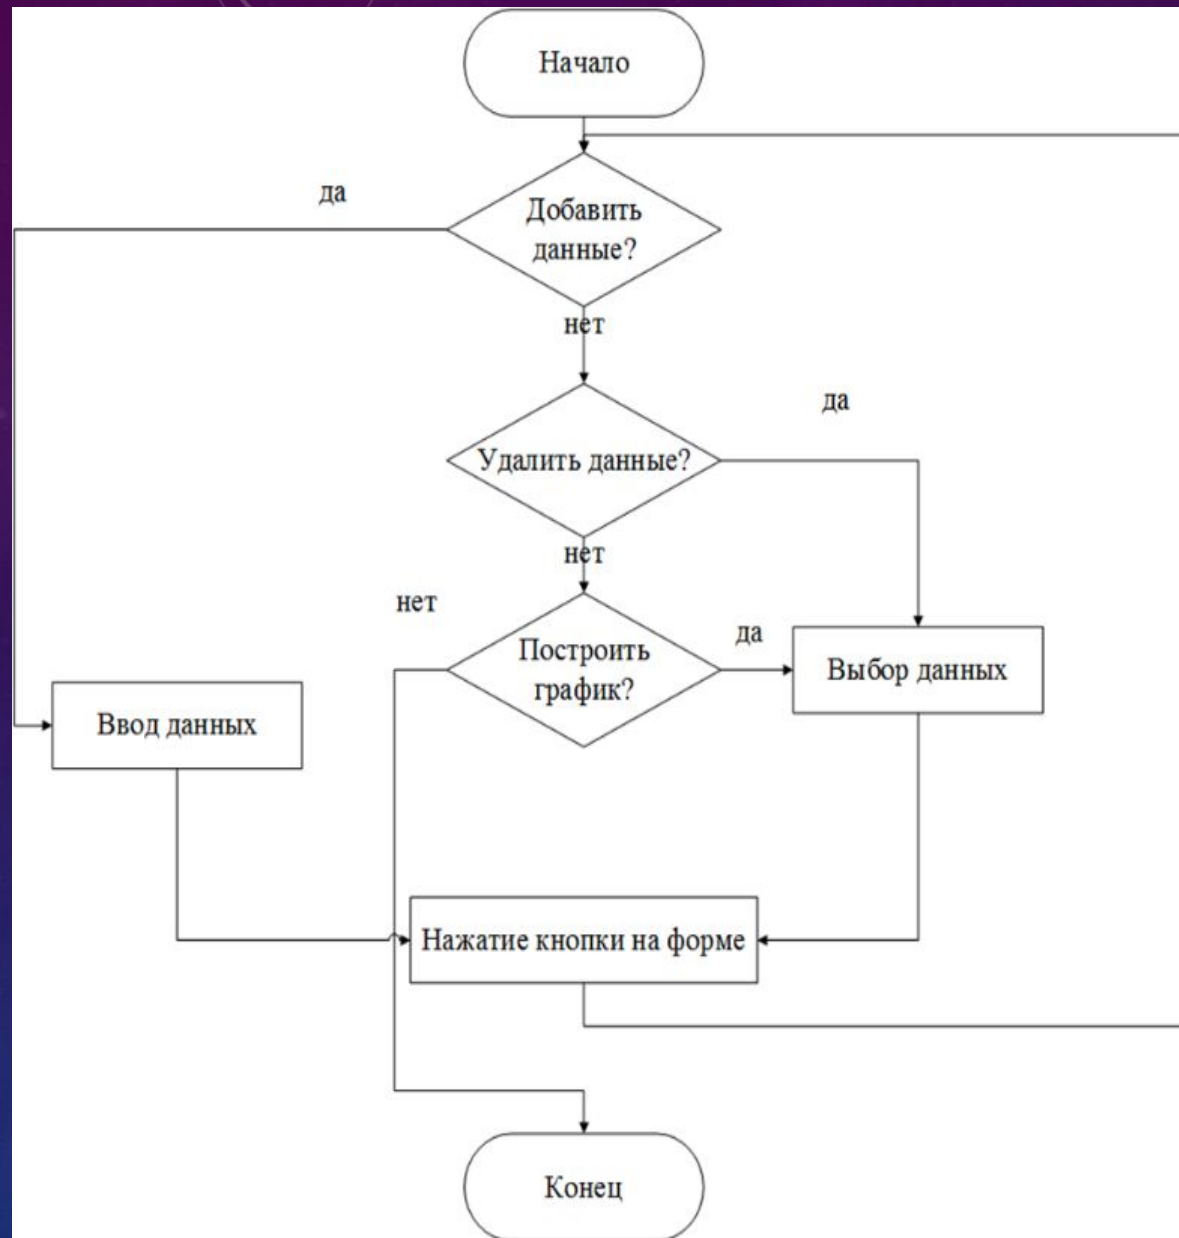 Начало
да
Добавить
данные?
нет
да
Удалить данные?
нет
нет
Построить
график?
да
Выбор данных
Ввод данных
Нажатие кнопки на форме
Конец